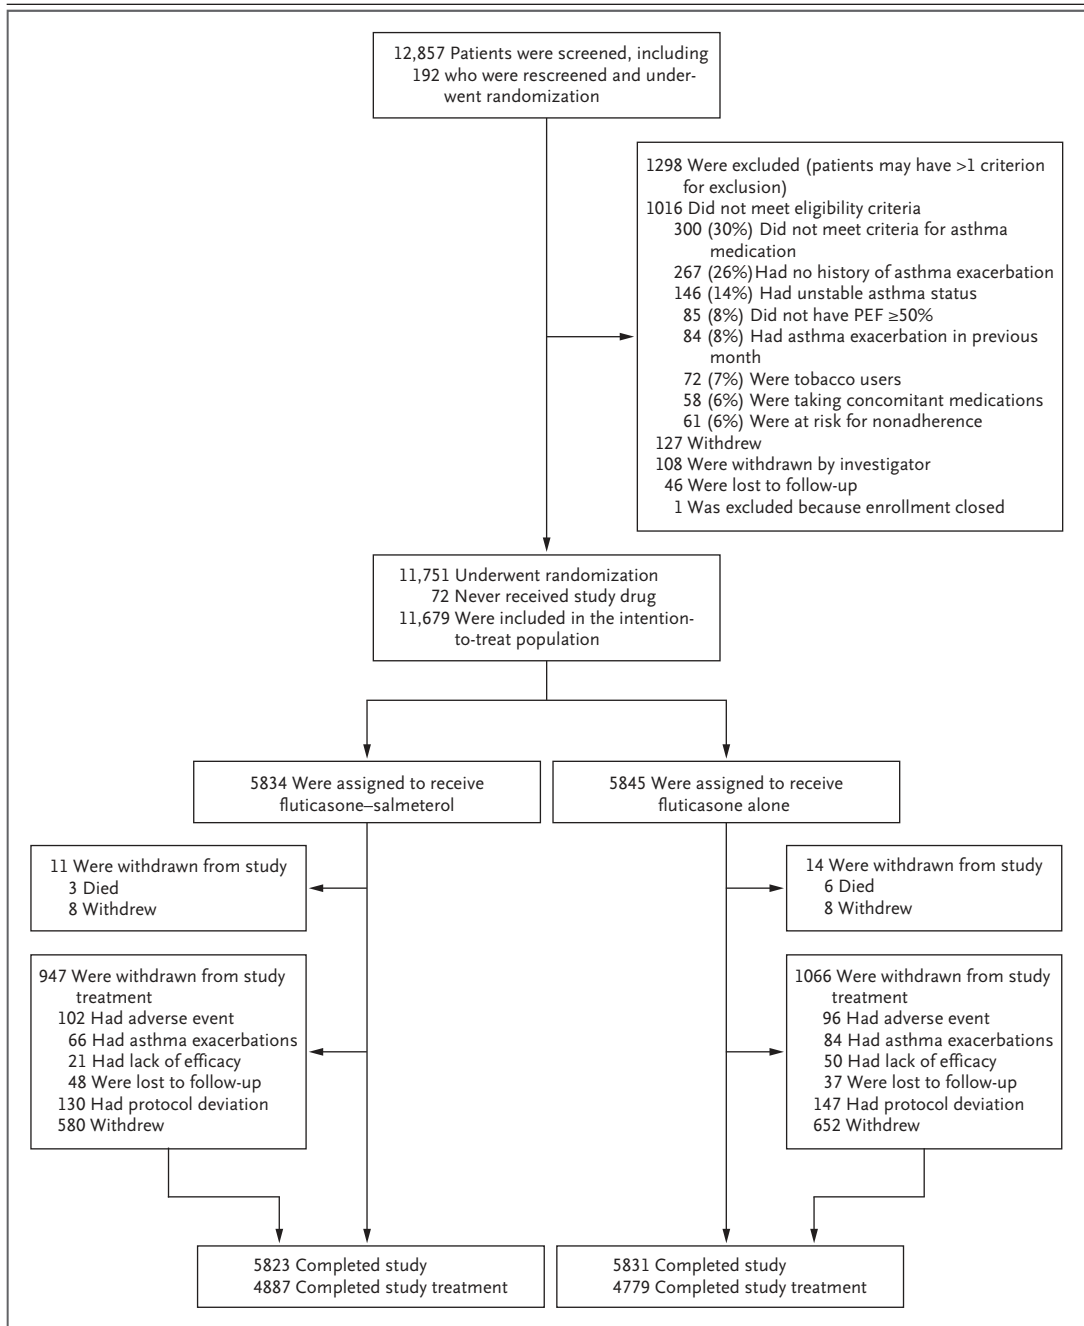 12,857 Patients were screened, including
192 who were rescreened and under-
went randomization
1298 Were excluded (patients may have >1 criterion
for exclusion)
1016 Did not meet eligibility criteria
300 (30%) Did not meet criteria for asthma
medication
267 (26%) Had no history of asthma exacerbation
146 (14%) Had unstable asthma status
85 (8%) Did not have PEF ≥50%
84 (8%) Had asthma exacerbation in previous
month
72 (7%) Were tobacco users
58 (6%) Were taking concomitant medications
61 (6%) Were at risk for nonadherence
127 Withdrew
108 Were withdrawn by investigator
46 Were lost to follow-up
1 Was excluded because enrollment closed
11,751 Underwent randomization
72 Never received study drug
11,679 Were included in the intention-
to-treat population
5834 Were assigned to receive
fluticasone–salmeterol
5845 Were assigned to receive
fluticasone alone
11 Were withdrawn from study
3 Died
8 Withdrew
14 Were withdrawn from study
6 Died
8 Withdrew
947 Were withdrawn from study
treatment
102 Had adverse event
66 Had asthma exacerbations
21 Had lack of efficacy
48 Were lost to follow-up
130 Had protocol deviation
580 Withdrew
1066 Were withdrawn from study
treatment
96 Had adverse event
84 Had asthma exacerbations
50 Had lack of efficacy
37 Were lost to follow-up
147 Had protocol deviation
652 Withdrew
5823 Completed study
4887 Completed study treatment
5831 Completed study
4779 Completed study treatment